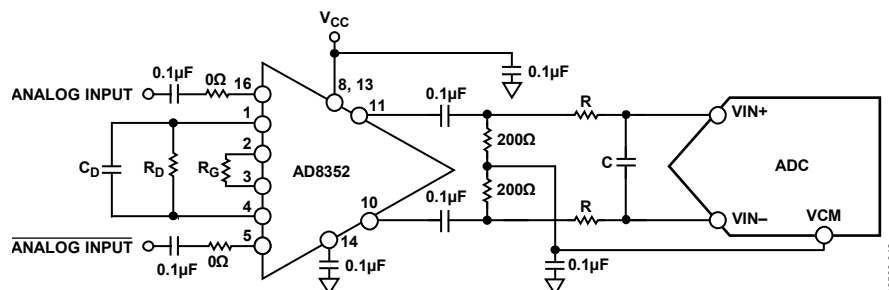 VCC
0.1µF
0Ω
16
8, 13
0.1µF
ANALOG INPUT
11
0.1µF
R
VIN+
1
2
200Ω
CD
RD
RG
AD8352
C
ADC
3
200Ω
0.1µF
4
10
R
VIN–
VCM
ANALOG INPUT
5
14
0.1µF
0Ω
0.1µF
0.1µF